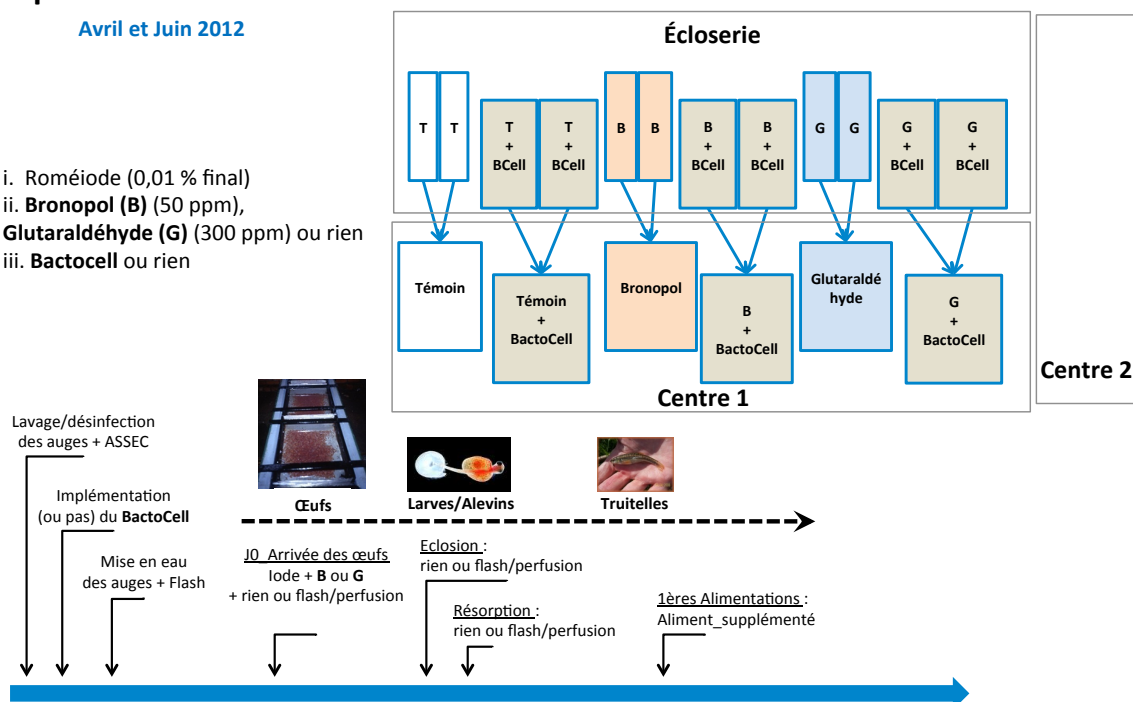 Avril et Juin 2012
i. Roméiode (0,01 % final)
ii. Bronopol (B) (50 ppm),
Glutaraldéhyde (G) (300 ppm) ou rien
iii. Bactocell ou rien
Écloserie
T
T
T
+
BCell
T
+
BCell
B
B
B
+
BCell
B
+
BCell
G
G
G
+
BCell
G
+
BCell
Témoin
Témoin
+
BactoCell
Bronopol
B
+
BactoCell
Glutaraldé
hyde
G
+
BactoCell
Centre 1
Centre 2
Lavage/désinfection
des auges + ASSEC
Implémentation
(ou pas) du BactoCell
Mise en eau
des auges + Flash
Œufs
Larves/Alevins
Truitelles
J0_Arrivée des œufs
Iode + B ou G
+ rien ou flash/perfusion
Eclosion :
rien ou flash/perfusion
Résorption :
rien ou flash/perfusion
1ères Alimentations :
Aliment_supplémenté